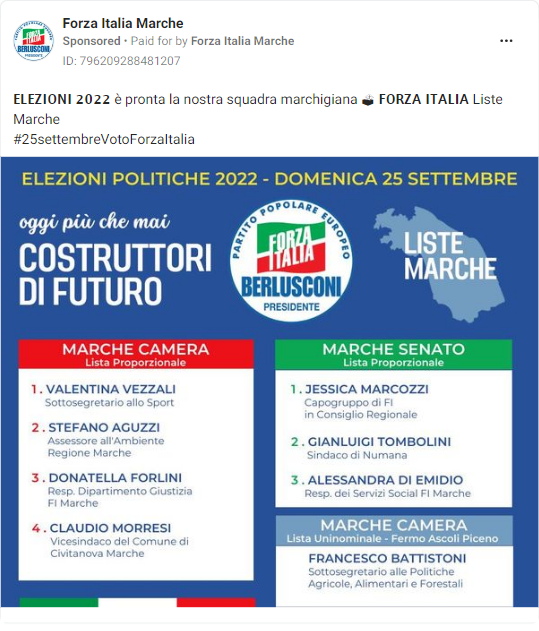 Forza Italia Marche
Sponsored • Paid for by Forza Italia Marche
ID: 796209288481207
ELEZIONI 2022 è pronta la nostra squadra marchigiana 🗳 FORZA ITALIA Liste
Marche
#25settembreVotoForzaItalia
ELEZIONI POLITICHE 2022 - DOMENICA 25 SETTEMBRE
oggi più che mai
COSTRUTTORI
DI FUTURO
PARTITO POPOLARE EUROPEO
FORZA
ITALIA
BERLUSCONI
PRESIDENTE
LISTE
MARCHE
MARCHE CAMERA
Lista Proporzionale
1. VALENTINA VEZZALI
Sottosegretario allo Sport
2. STEFANO AGUZZI
Assessore all'Ambiente
Regione Marche
3. DONATELLA FORLINI
Resp. Dipartimento Giustizia
FI Marche
4. CLAUDIO MORRESI
Vicesindaco del Comune di
Civitanova Marche
MARCHE SENATO
Lista Proporzionale
1. JESSICA MARCOZZI
Capogruppo di FI
in Consiglio Regionale
2. GIANLUIGI TOMBOLINI
Sindaco di Numana
3. ALESSANDRA DI EMIDIO
Resp. dei Servizi Social FI Marche
MARCHE CAMERA
Lista Uninominale - Fermo Ascoli Piceno
FRANCESCO BATTISTONI
Sottosegretario alle Politiche
Agricole, Alimentari e Forestali